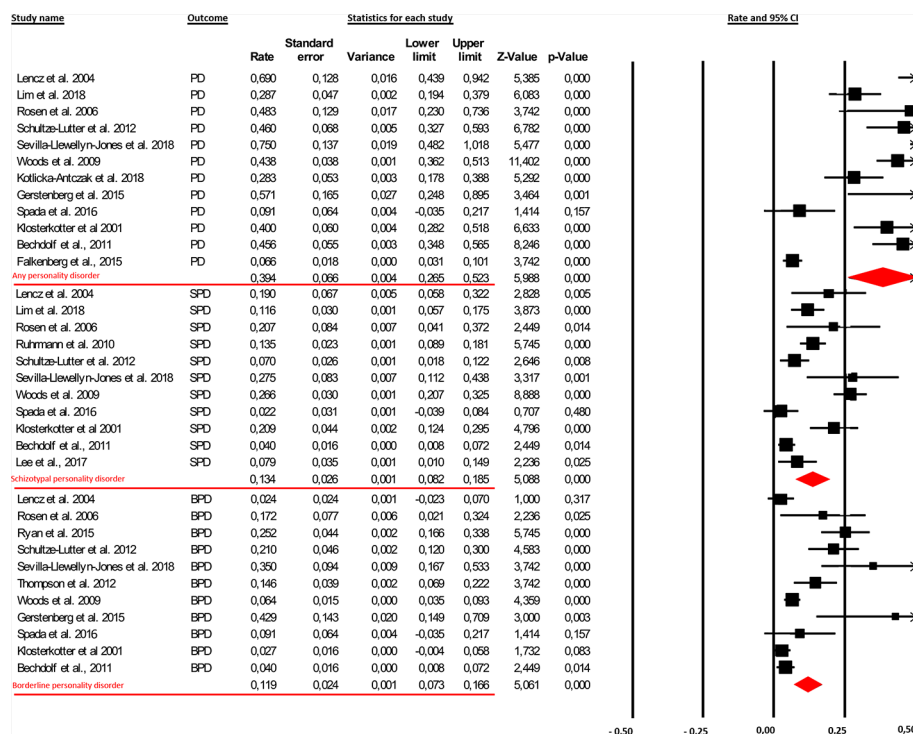 Study name Outcome Statistics for each study Rate and 95% CI
Rate Standard error Variance Lower limit Upper limit Z-Value p-Value
Lencz et al. 2004 PD 0,690 0,128 0,016 0,439 0,942 5,385 0,000
Lim et al. 2018 PD 0,287 0,047 0,002 0,194 0,379 6,083 0,000
Rosen et al. 2006 PD 0,483 0,129 0,017 0,230 0,736 3,742 0,000
Schultze-Lutter et al. 2012 PD 0,460 0,068 0,005 0,327 0,593 6,782 0,000
Sevilla-Llewellyn-Jones et al. 2018 PD 0,750 0,137 0,019 0,482 1,018 5,477 0,000
Woods et al. 2009 PD 0,438 0,038 0,001 0,362 0,513 11,402 0,000
Kotlicka-Antczak et al. 2018 PD 0,283 0,053 0,003 0,178 0,388 5,292 0,000
Gerstenberg et al. 2015 PD 0,571 0,165 0,027 0,248 0,895 3,464 0,001
Spada et al. 2016 PD 0,091 0,064 0,004 -0,035 0,217 1,414 0,157
Klosterkotter et al 2001 PD 0,400 0,060 0,004 0,282 0,518 6,633 0,000
Bechdolf et al., 2011 PD 0,456 0,055 0,003 0,348 0,565 8,246 0,000
Falkenberg et al., 2015 PD 0,066 0,018 0,000 0,031 0,101 3,742 0,000
Any personality disorder 0,394 0,066 0,004 0,265 0,523 5,988 0,000
Lencz et al. 2004 SPD 0,190 0,067 0,005 0,058 0,322 2,828 0,005
Lim et al. 2018 SPD 0,116 0,030 0,001 0,057 0,175 3,873 0,000
Rosen et al. 2006 SPD 0,207 0,084 0,007 0,041 0,372 2,449 0,014
Ruhrmann et al. 2010 SPD 0,135 0,023 0,001 0,089 0,181 5,745 0,000
Schultze-Lutter et al. 2012 SPD 0,070 0,026 0,001 0,018 0,122 2,646 0,008
Sevilla-Llewellyn-Jones et al. 2018 SPD 0,275 0,083 0,007 0,112 0,438 3,317 0,001
Woods et al. 2009 SPD 0,266 0,030 0,001 0,207 0,325 8,888 0,000
Spada et al. 2016 SPD 0,022 0,031 0,001 -0,039 0,084 0,707 0,480
Klosterkotter et al 2001 SPD 0,209 0,044 0,002 0,124 0,295 4,796 0,000
Bechdolf et al., 2011 SPD 0,040 0,016 0,000 0,008 0,072 2,449 0,014
Lee et al., 2017 SPD 0,079 0,035 0,001 0,010 0,149 2,236 0,025
Schizotypal personality disorder 0,134 0,026 0,001 0,082 0,185 5,088 0,000
Lencz et al. 2004 BPD 0,024 0,024 0,001 -0,023 0,070 1,000 0,317
Rosen et al. 2006 BPD 0,172 0,077 0,006 0,021 0,324 2,236 0,025
Ryan et al. 2015 BPD 0,252 0,044 0,002 0,166 0,338 5,745 0,000
Schultze-Lutter et al. 2012 BPD 0,210 0,046 0,002 0,120 0,300 4,583 0,000
Sevilla-Llewellyn-Jones et al. 2018 BPD 0,350 0,094 0,009 0,167 0,533 3,742 0,000
Thompson et al. 2012 BPD 0,146 0,039 0,002 0,069 0,222 3,742 0,000
Woods et al. 2009 BPD 0,064 0,015 0,000 0,035 0,093 4,359 0,000
Gerstenberg et al. 2015 BPD 0,429 0,143 0,020 0,149 0,709 3,000 0,003
Spada et al. 2016 BPD 0,091 0,064 0,004 -0,035 0,217 1,414 0,157
Klosterkotter et al 2001 BPD 0,027 0,016 0,000 -0,004 0,058 1,732 0,083
Bechdolf et al., 2011 BPD 0,040 0,016 0,000 0,008 0,072 2,449 0,014
Borderline personality disorder 0,119 0,024 0,001 0,073 0,166 5,061 0,000
- 0,50 -0,25 0,00 0,25 0,50